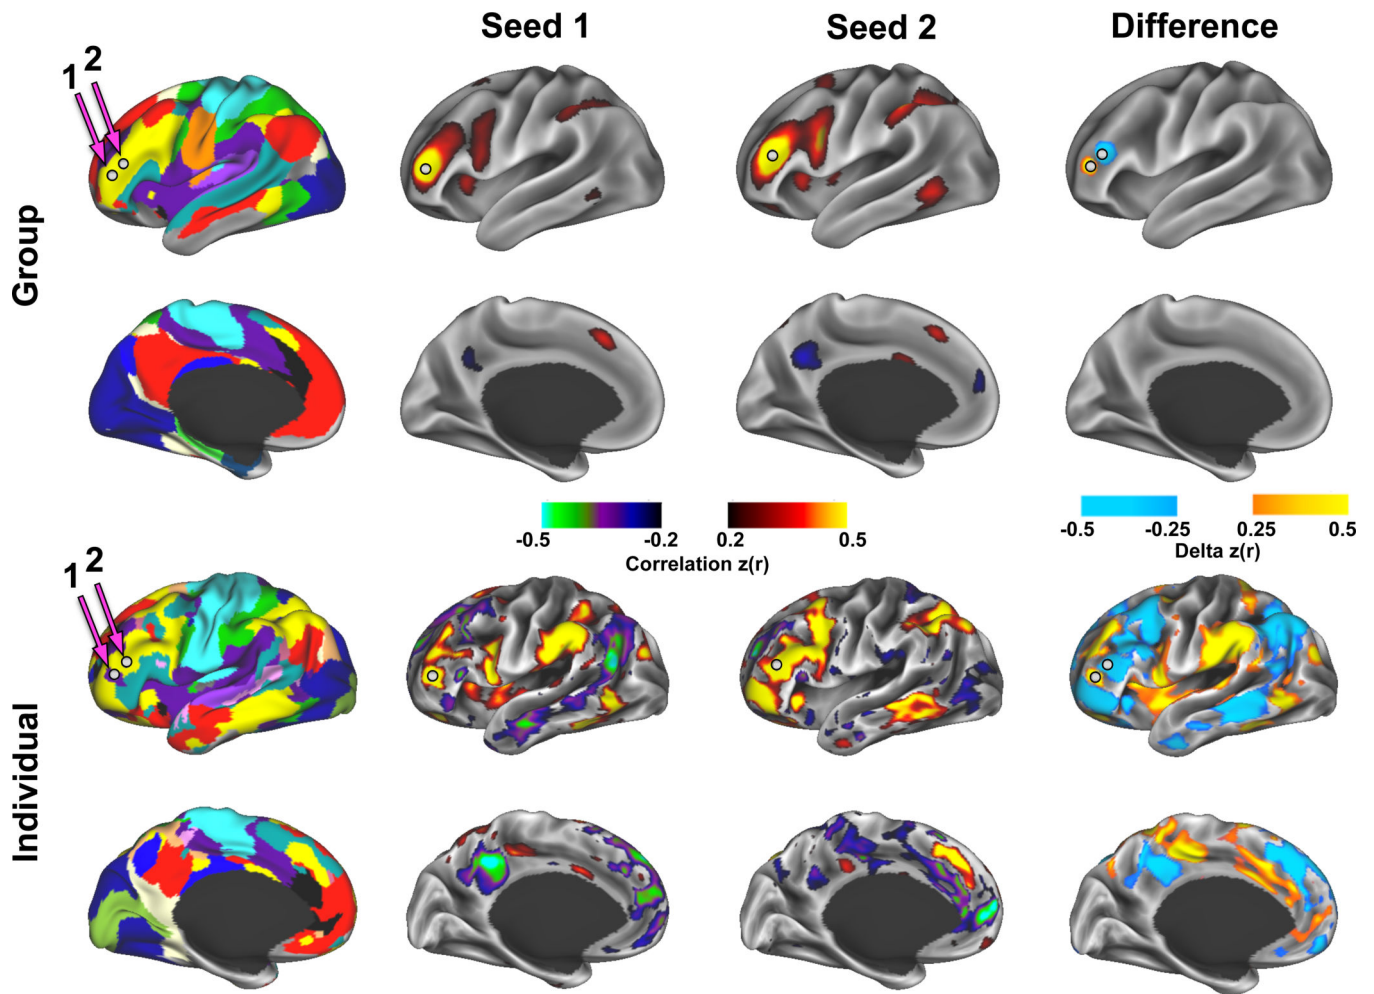 Seed 1
Seed 2
Difference
1 2
Group
-0.5 -0.2 0.2 0.5
Correlation z(r)
-0.5 -0.25 0.25 0.5
Delta z(r)
1 2
Individual